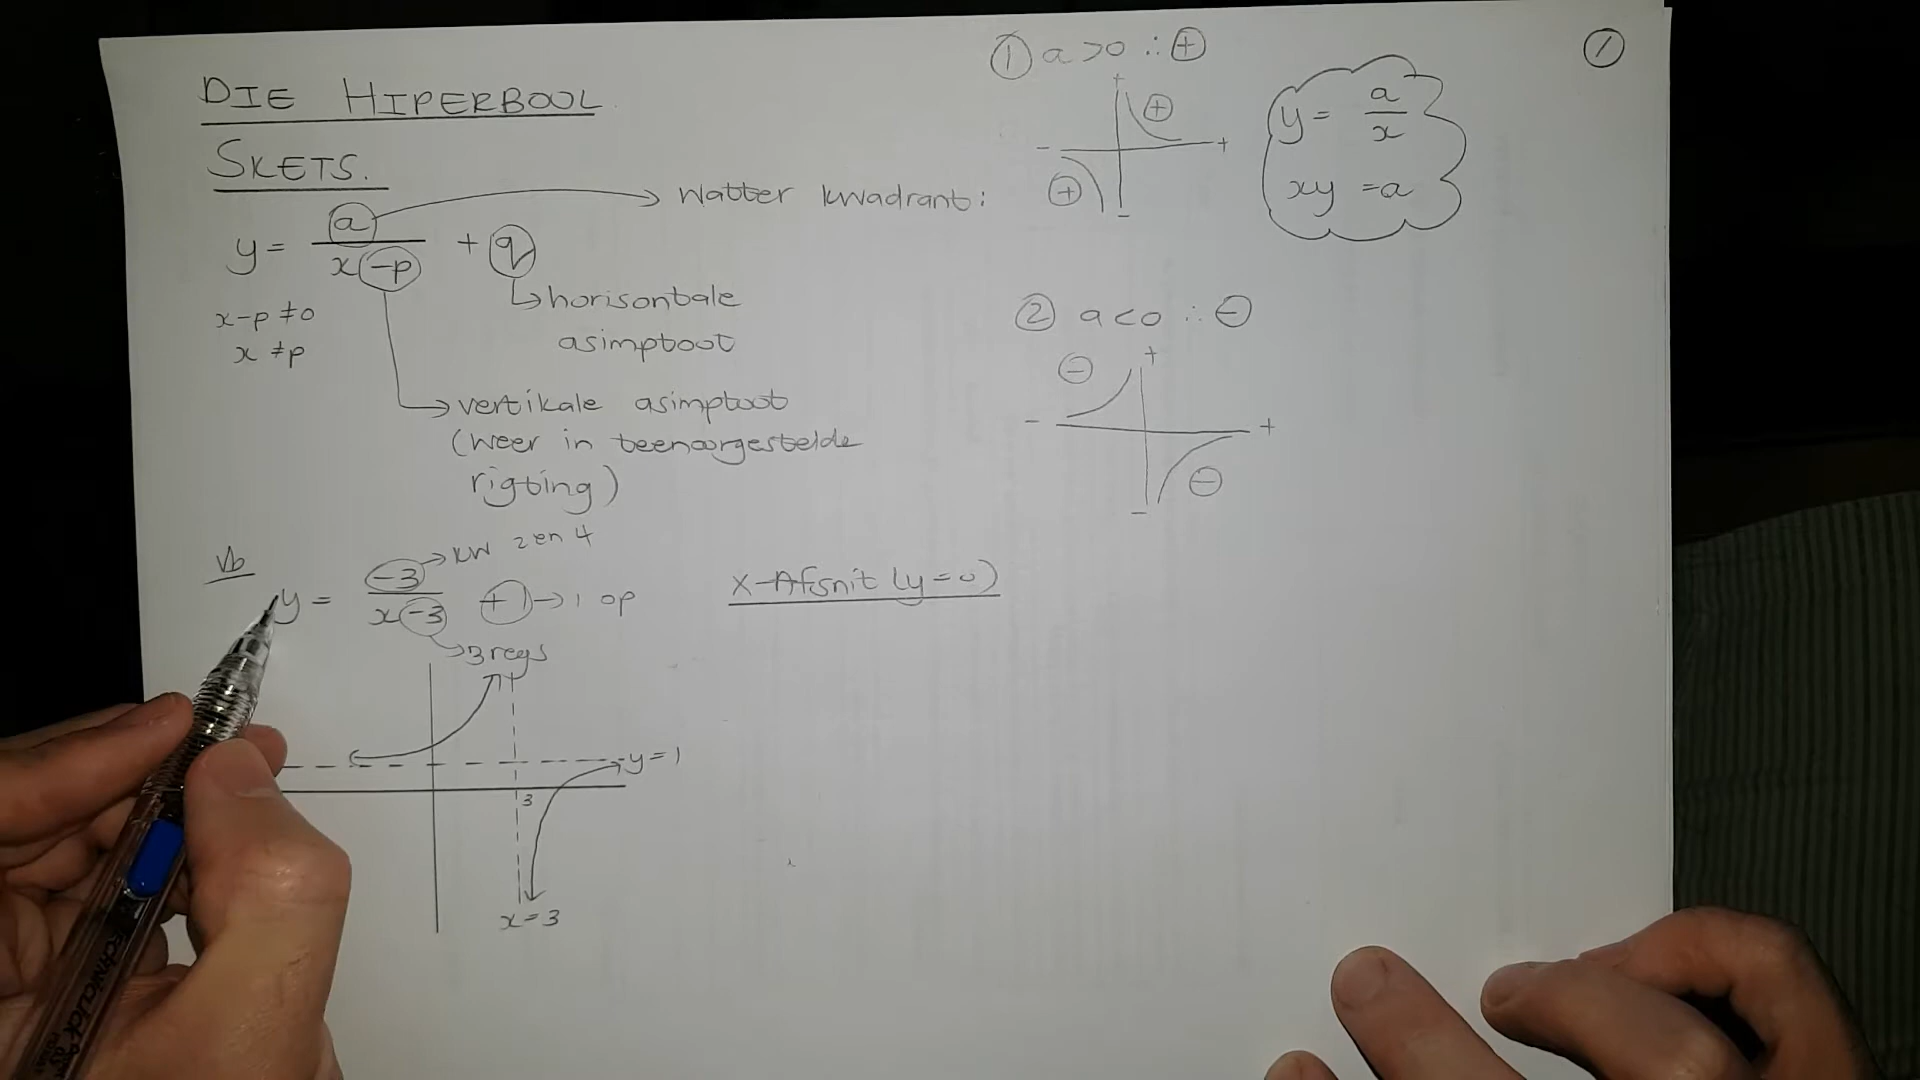 DIE HIPERBOOL
SKETS.
y = a / x-p + q
→ watter kwadrant:
x-p ≠ 0
x ≠ p
horisontale
asimptoot
vertikale asimptoot
(weer in teenoorgestelde
rigting)
① a > 0 ∴ ⊕
+
⊕
- +
⊕
-
y = a / x
xy = a
1
② a < 0 ∴ ⊖
⊖ +
- +
⊖
-
Vb
y = -3 / x-3 + 1 → 1 op
→ kw 2 en 4
→ 3 regs
y = 1
3
x = 3
X-Afsnit (y = 0)